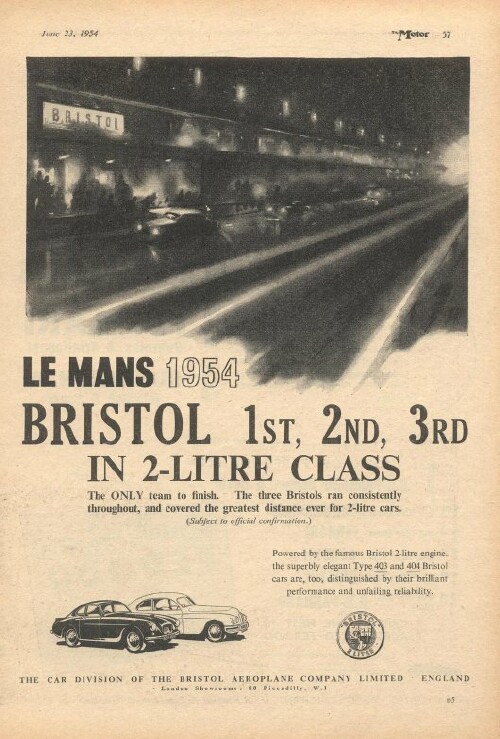 June 23, 1954
The Motor 57
BRISTOL
LE MANS 1954
BRISTOL 1ST, 2ND, 3RD
IN 2-LITRE CLASS
The ONLY team to finish. The three Bristols ran consistently
throughout, and covered the greatest distance ever for 2-litre cars.
(Subject to official confirmation.)
Powered by the famous Bristol 2-litre engine,
the superbly elegant Type 403 and 404 Bristol
cars are, too, distinguished by their brilliant
performance and unfailing reliability.
BRISTOL
THE CAR DIVISION OF THE BRISTOL AEROPLANE COMPANY LIMITED · ENGLAND
London Showrooms: Piccadilly, W.1